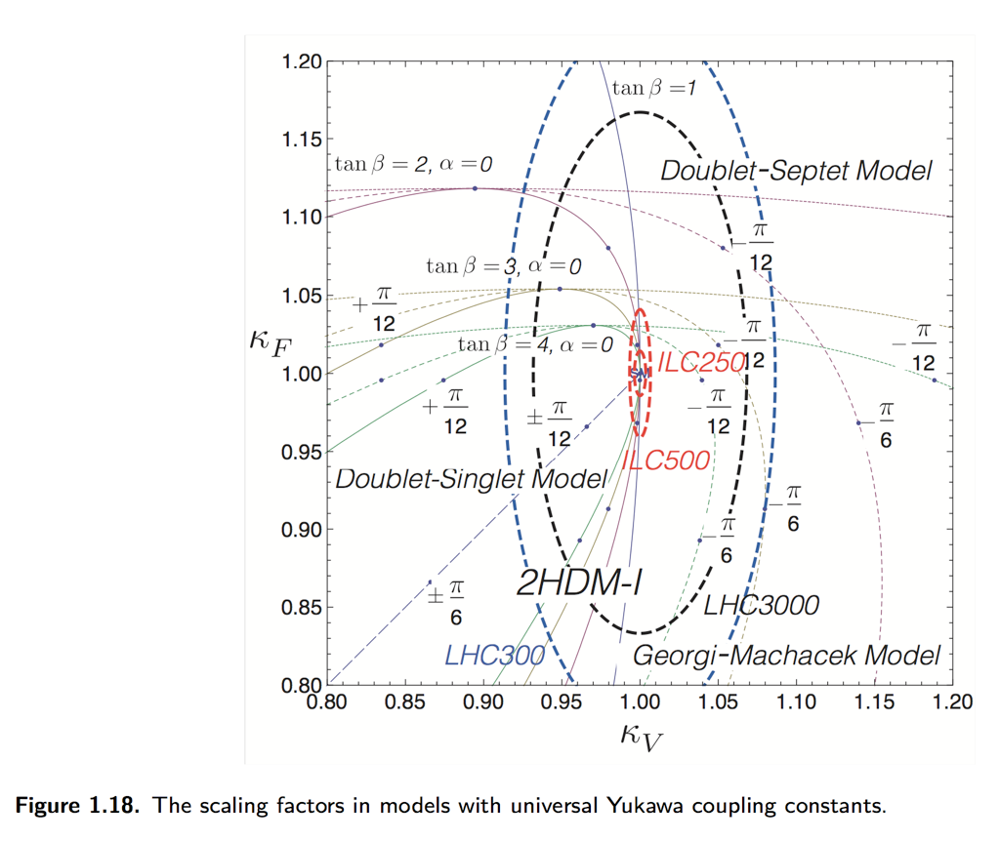 1.20
tan β =1
1.15
tan β = 2, α =0
Doublet-Septet Model
1.10
− π/12
tan β =3, α =0
1.05
+ π/12
κ_F
tan β =4, α =0
− π/12
− π/12
ILC250
1.00
+ π/12
± π/12
− π/12
− π/6
0.95
ILC500
Doublet-Singlet Model
0.90
− π/6
− π/6
2HDM-I
± π/6
0.85
LHC3000
LHC300
Georgi-Machacek Model
0.80
0.80 0.85 0.90 0.95 1.00 1.05 1.10 1.15 1.20
κ_V
Figure 1.18. The scaling factors in models with universal Yukawa coupling constants.